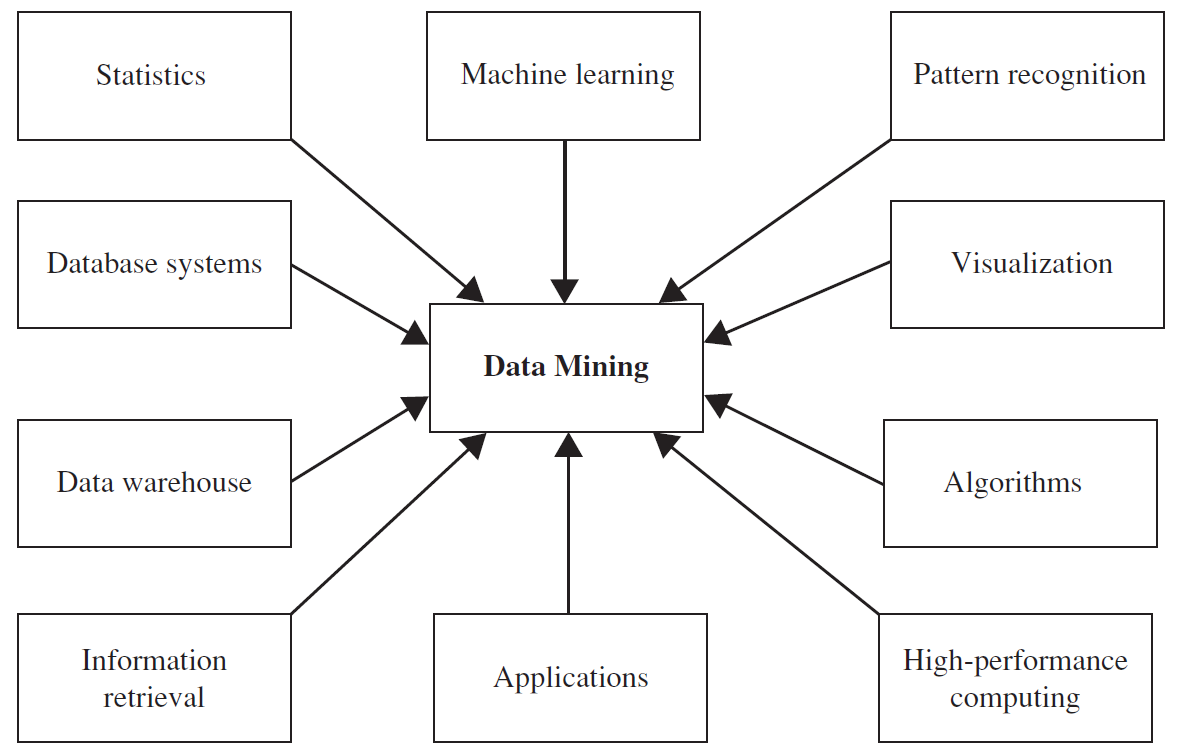 Statistics
Machine learning
Pattern recognition
Database systems
Visualization
Data Mining
Data warehouse
Algorithms
Information
retrieval
Applications
High-performance
computing